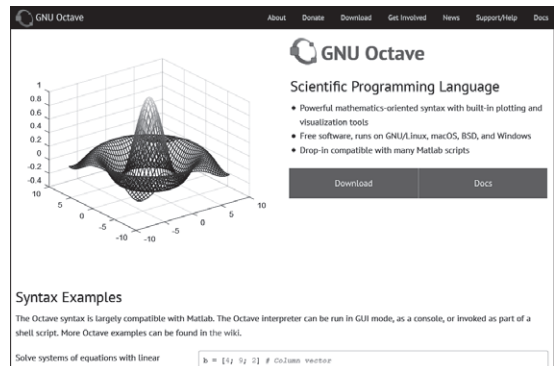 GNU Octave
About Donate Download Get Involved News Support/Help Docs
1
0.8
0.6
0.4
0.2
0
-0.2
-0.4
10
5
0
-5
-10
-10
-5
0
5
10
GNU Octave
Scientific Programming Language
• Powerful mathematics-oriented syntax with built-in plotting and
visualization tools
• Free software, runs on GNU/Linux, macOS, BSD, and Windows
• Drop-in compatible with many Matlab scripts
Download Docs
Syntax Examples
The Octave syntax is largely compatible with Matlab. The Octave interpreter can be run in GUI mode, as a console, or invoked as part of a
shell script. More Octave examples can be found in the wiki.
Solve systems of equations with linear
b = [4; 9; 2] # Column vector